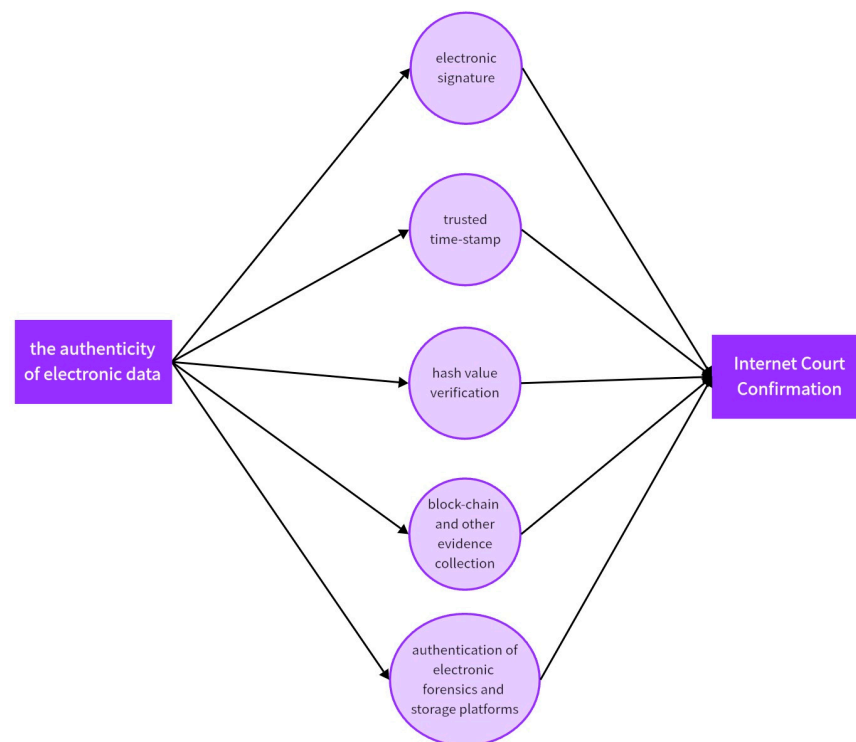 electronic
signature
trusted
time-stamp
the authenticity
of electronic data
hash value
verification
Internet Court
Confirmation
block-chain
and other
evidence
collection
authentication of
electronic
forensics and
storage platforms